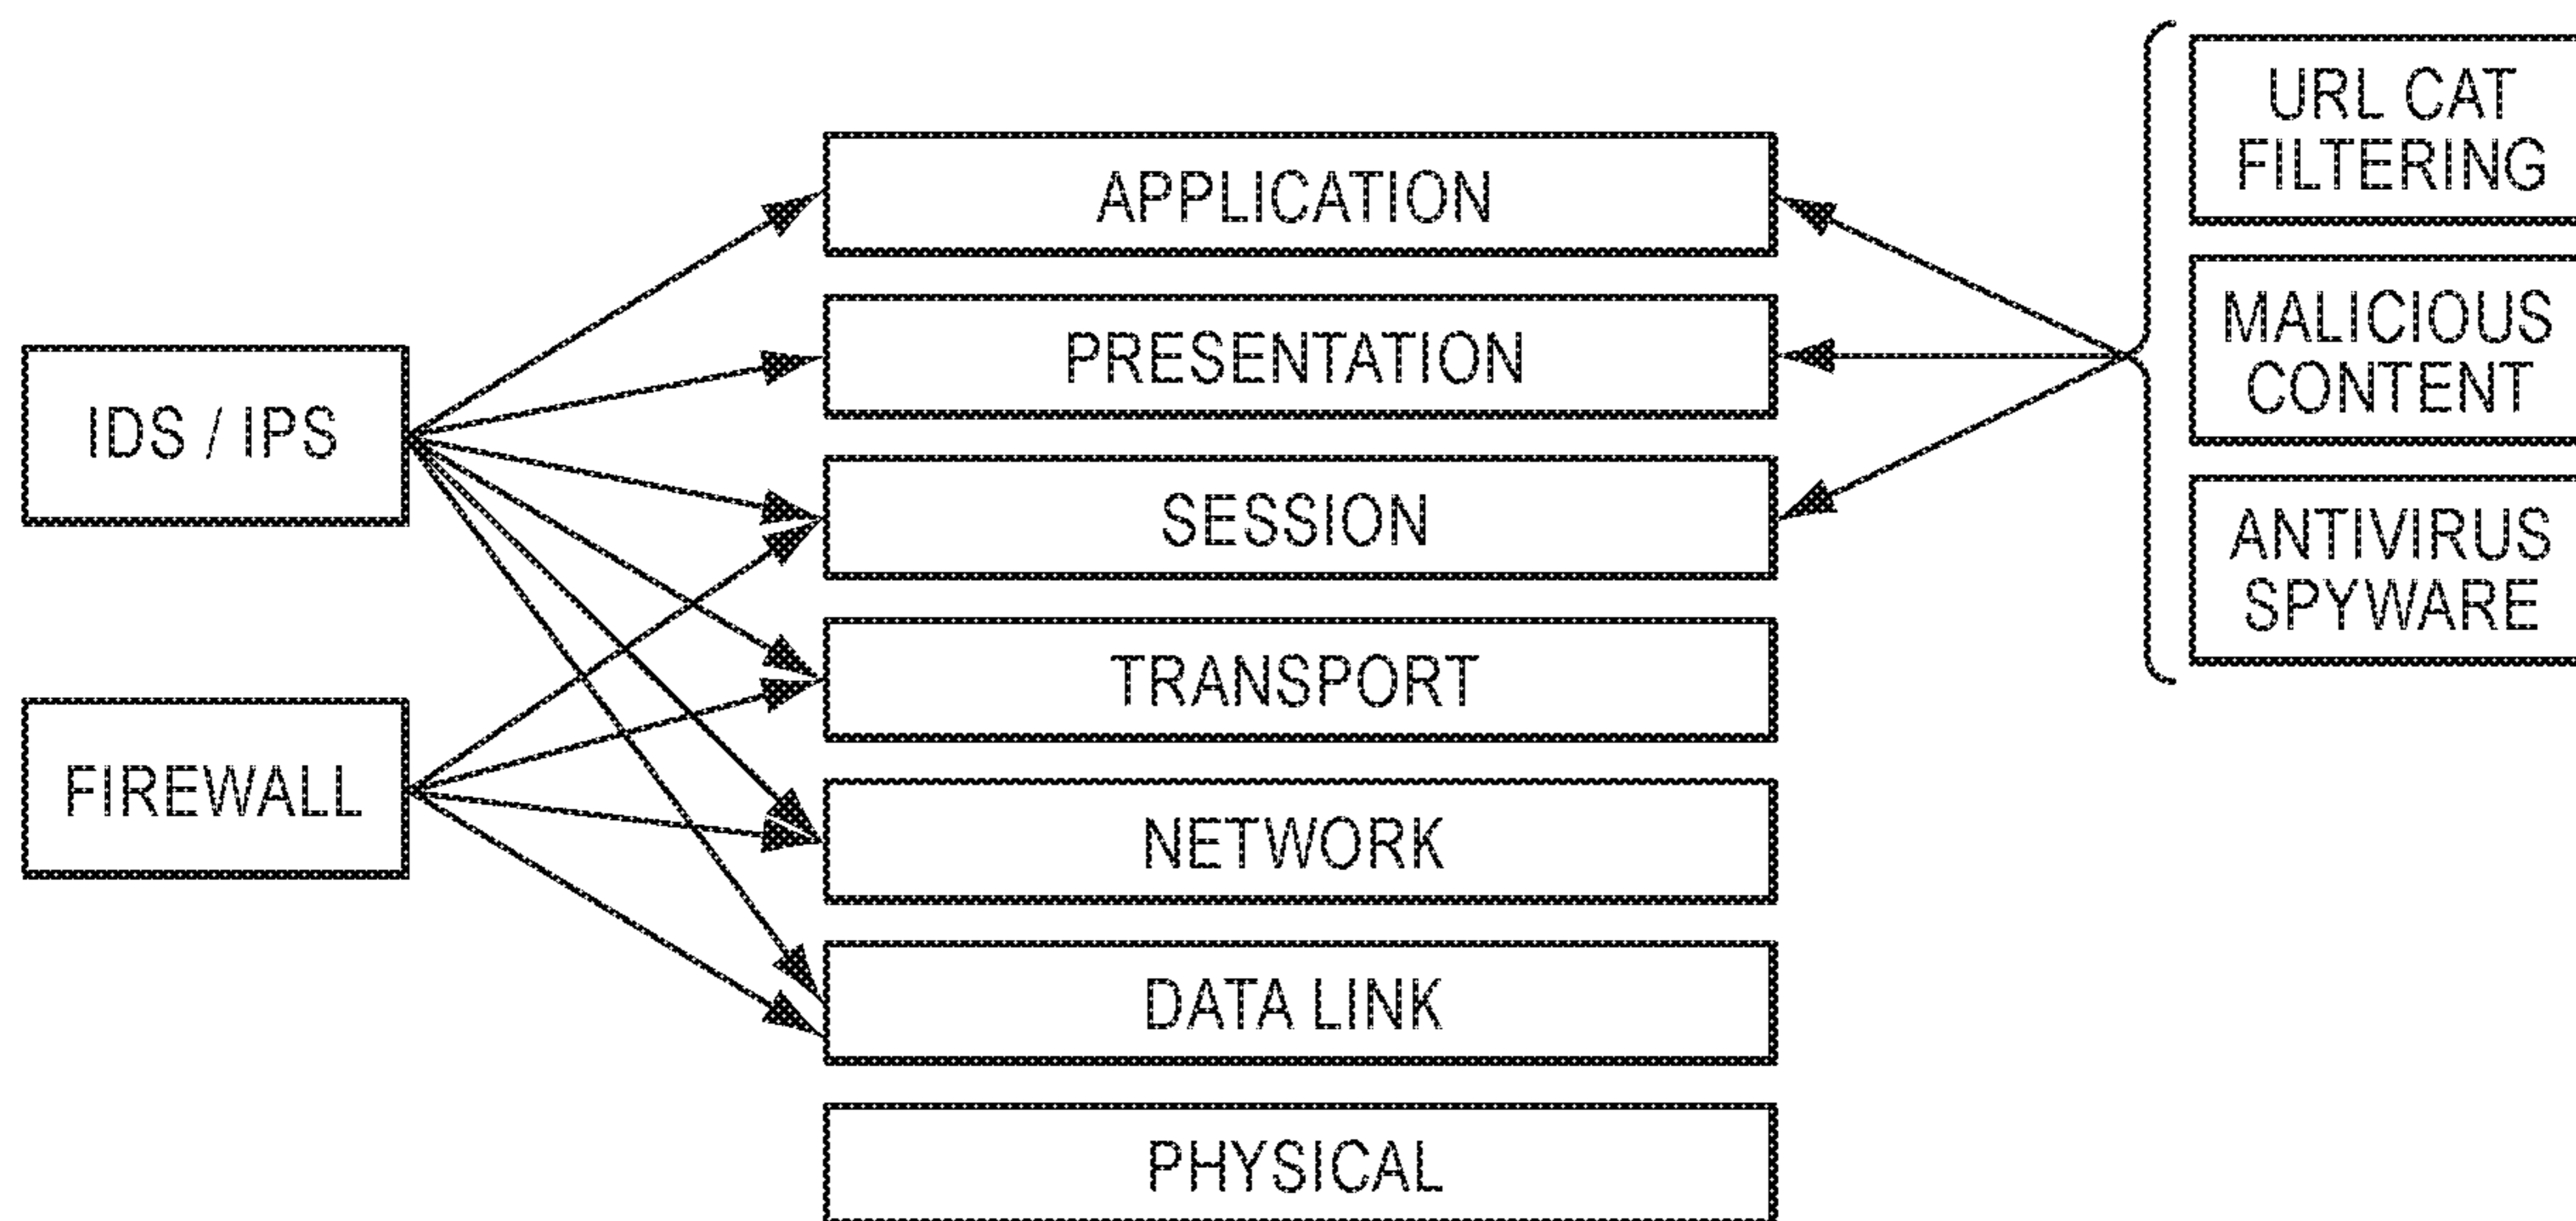 IDS / IPS
FIREWALL
APPLICATION
PRESENTATION
SESSION
TRANSPORT
NETWORK
DATA LINK
PHYSICAL
URL CAT
FILTERING
MALICIOUS
CONTENT
ANTIVIRUS
SPYWARE